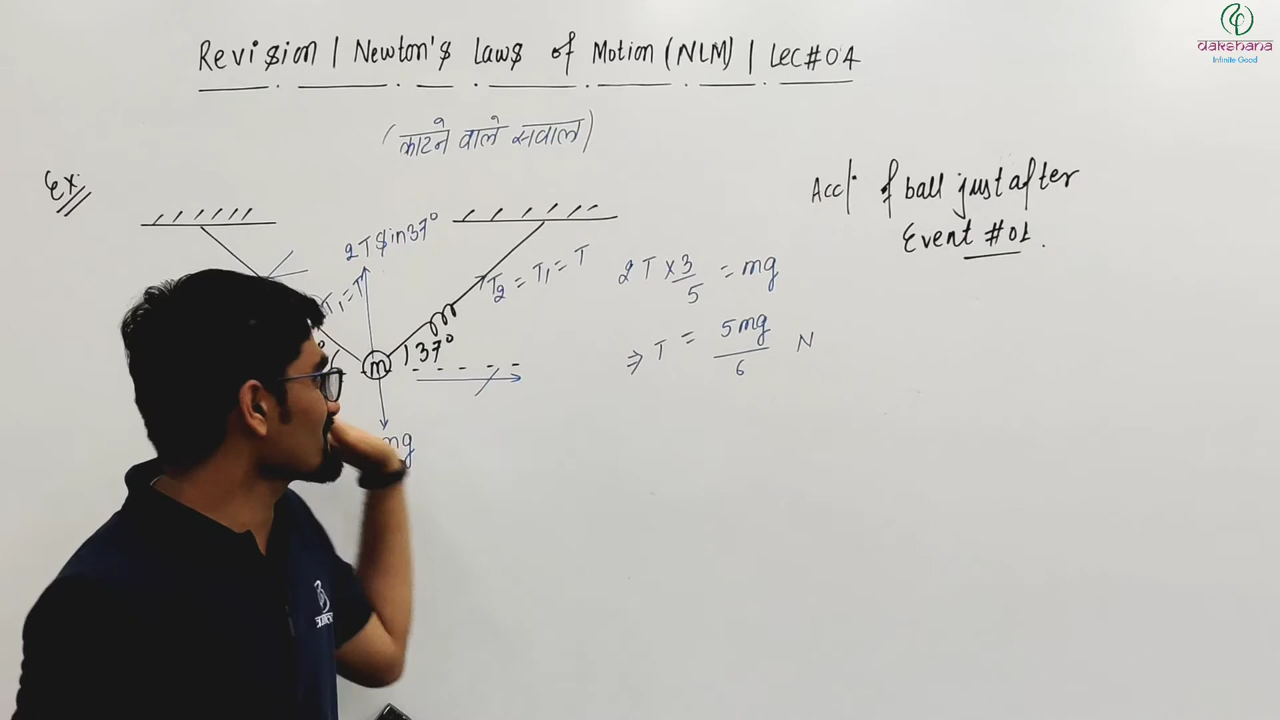 dakshana
Infinite Good
Revision | Newton's Laws of Motion (NLM) | Lec#04
(काटने वाले सवाल)
Ex:
Acc. of ball just after
Event #01.
2T sin37°
T₁=T
T₂ = T₁ = T
2T × 3/5 = mg
⇒ T = 5mg/6 N
m
37°
mg